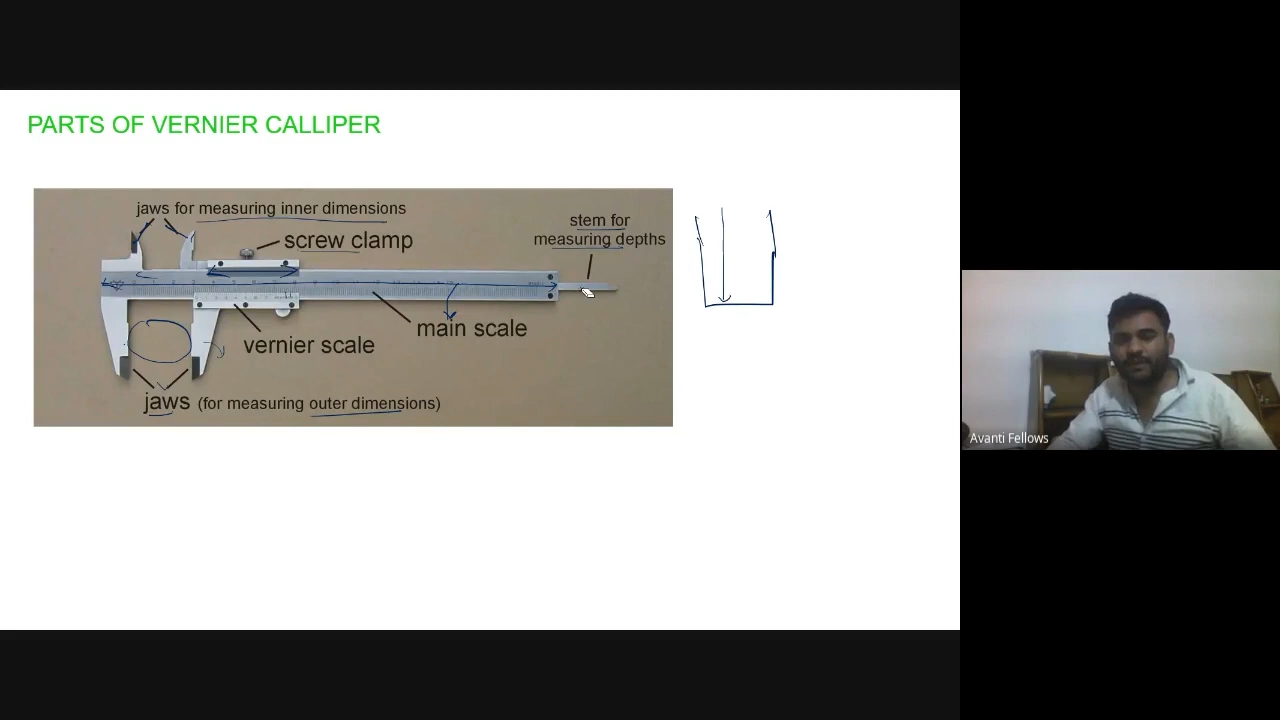 PARTS OF VERNIER CALLIPER
jaws for measuring inner dimensions
screw clamp
stem for
measuring depths
main scale
vernier scale
jaws (for measuring outer dimensions)
Avanti Fellows